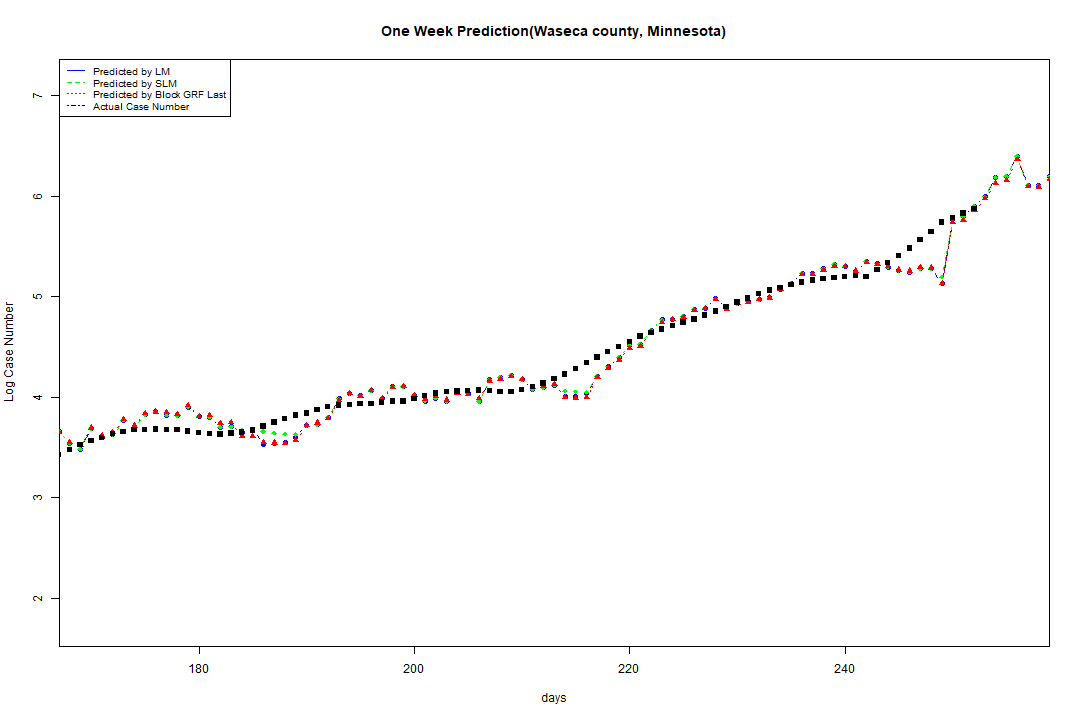 One Week Prediction(Waseca county, Minnesota)
Predicted by LM
Predicted by SLM
Predicted by Block GRF Last
Actual Case Number
7
6
5
4
3
2
Log Case Number
180 200 220 240
days